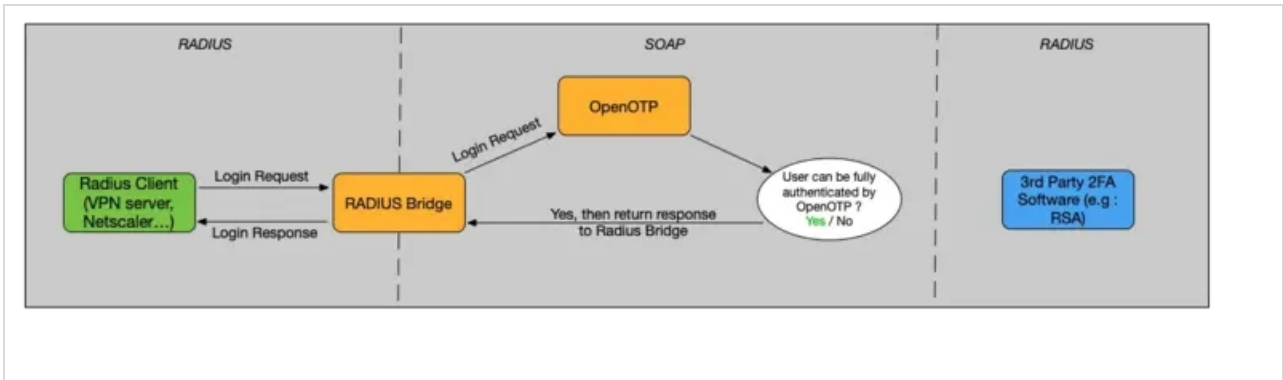 RADIUS
SOAP
RADIUS
OpenOTP
Login Request
Login Request
Radius Client
(VPN server,
Netscaler...)
RADIUS Bridge
Login Response
User can be fully
authenticated by
OpenOTP ?
Yes / No
Yes, then return response
to Radius Bridge
3rd Party 2FA
Software (e.g :
RSA)